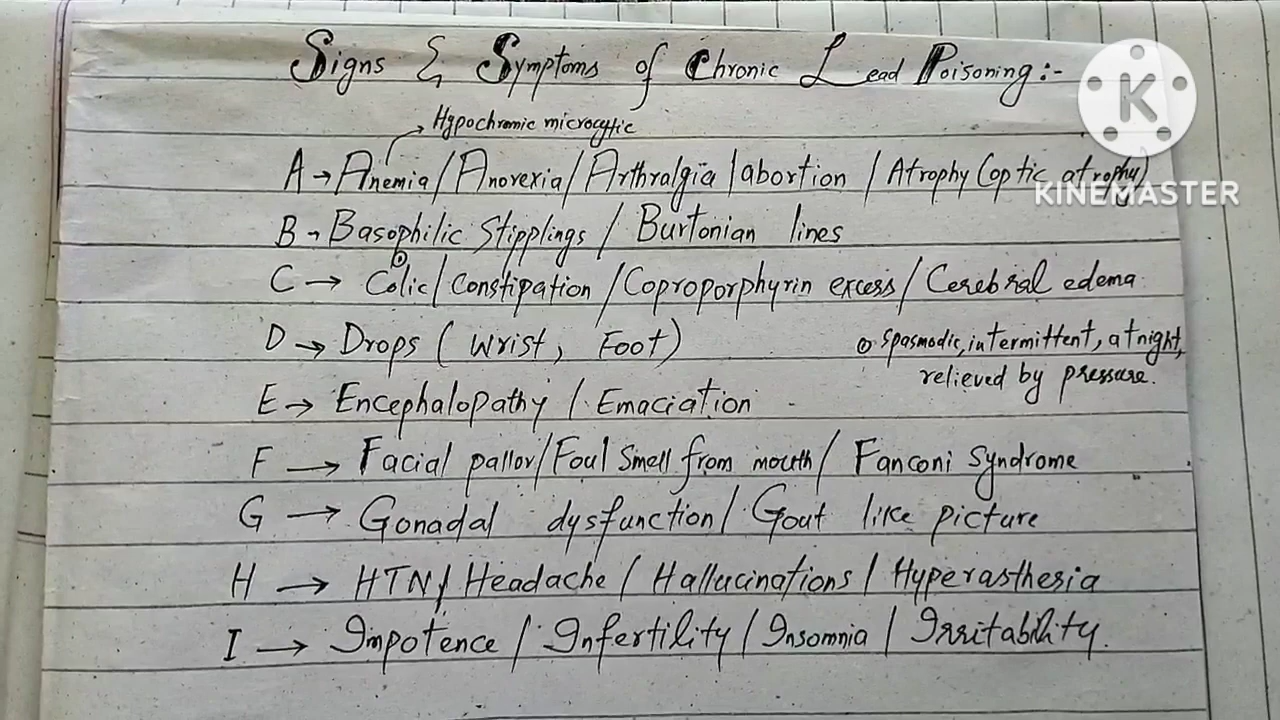 Signs & Symptoms of Chronic Lead Poisoning:-
Hypochromic microcytic
A → Anemia/Anorexia/Arthralgia/abortion / Atrophy (optic atrophy)
B → Basophilic Stipplings / Burtonian lines
C → Colic/Constipation /Coproporphyrin excess/ Cerebral edema
D → Drops ( Wrist, Foot)
⊙ spasmodic, intermittent, at night,
relieved by pressure.
E → Encephalopathy / Emaciation
F → Facial pallor/Foul Smell from mouth/ Fanconi Syndrome
G → Gonadal dysfunction/ Gout like picture
H → HTN/ Headache / Hallucinations / Hyperasthesia
I → Impotence / Infertility / Insomnia / Irritability.
K
KINEMASTER